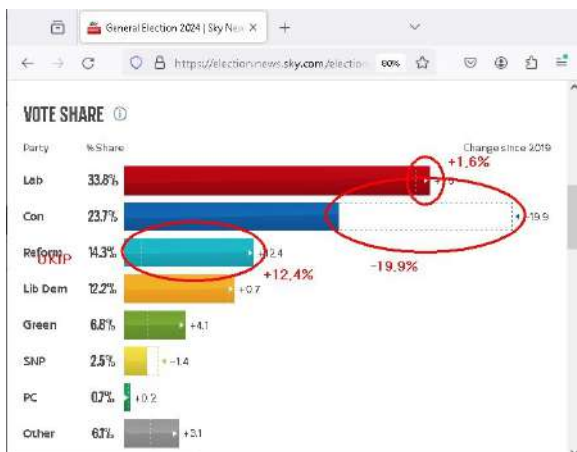 General Election 2024 | Sky New
https://election.news.sky.com/election
80%
VOTE SHARE
Party % Share Change since 2019
+1,6%
Lab 33.8%
Con 23.7% -19.9
-19.9%
Reform 14.3% +12.4
UKIP
+12,4%
Lib Dem 12.2% +0.7
Green 6.8% +4.1
SNP 2.5% -1.4
PC 0.7% +0.2
Other 6.1% +3.1